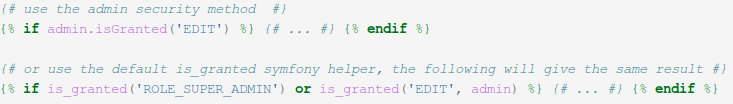 {# use the admin security method  #}
{% if admin.isGranted('EDIT') %} {# ... #} {% endif %}
{# or use the default is_granted symfony helper, the following will give the same result #}
{% if is_granted('ROLE_SUPER_ADMIN') or is_granted('EDIT', admin) %} {# ... #} {% endif %}